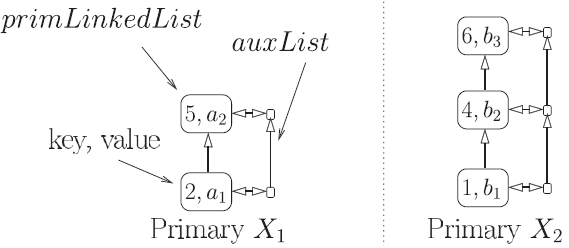 primLinkedList
auxList
key, value
5, a₂
2, a₁
Primary X₁
6, b₃
4, b₂
1, b₁
Primary X₂